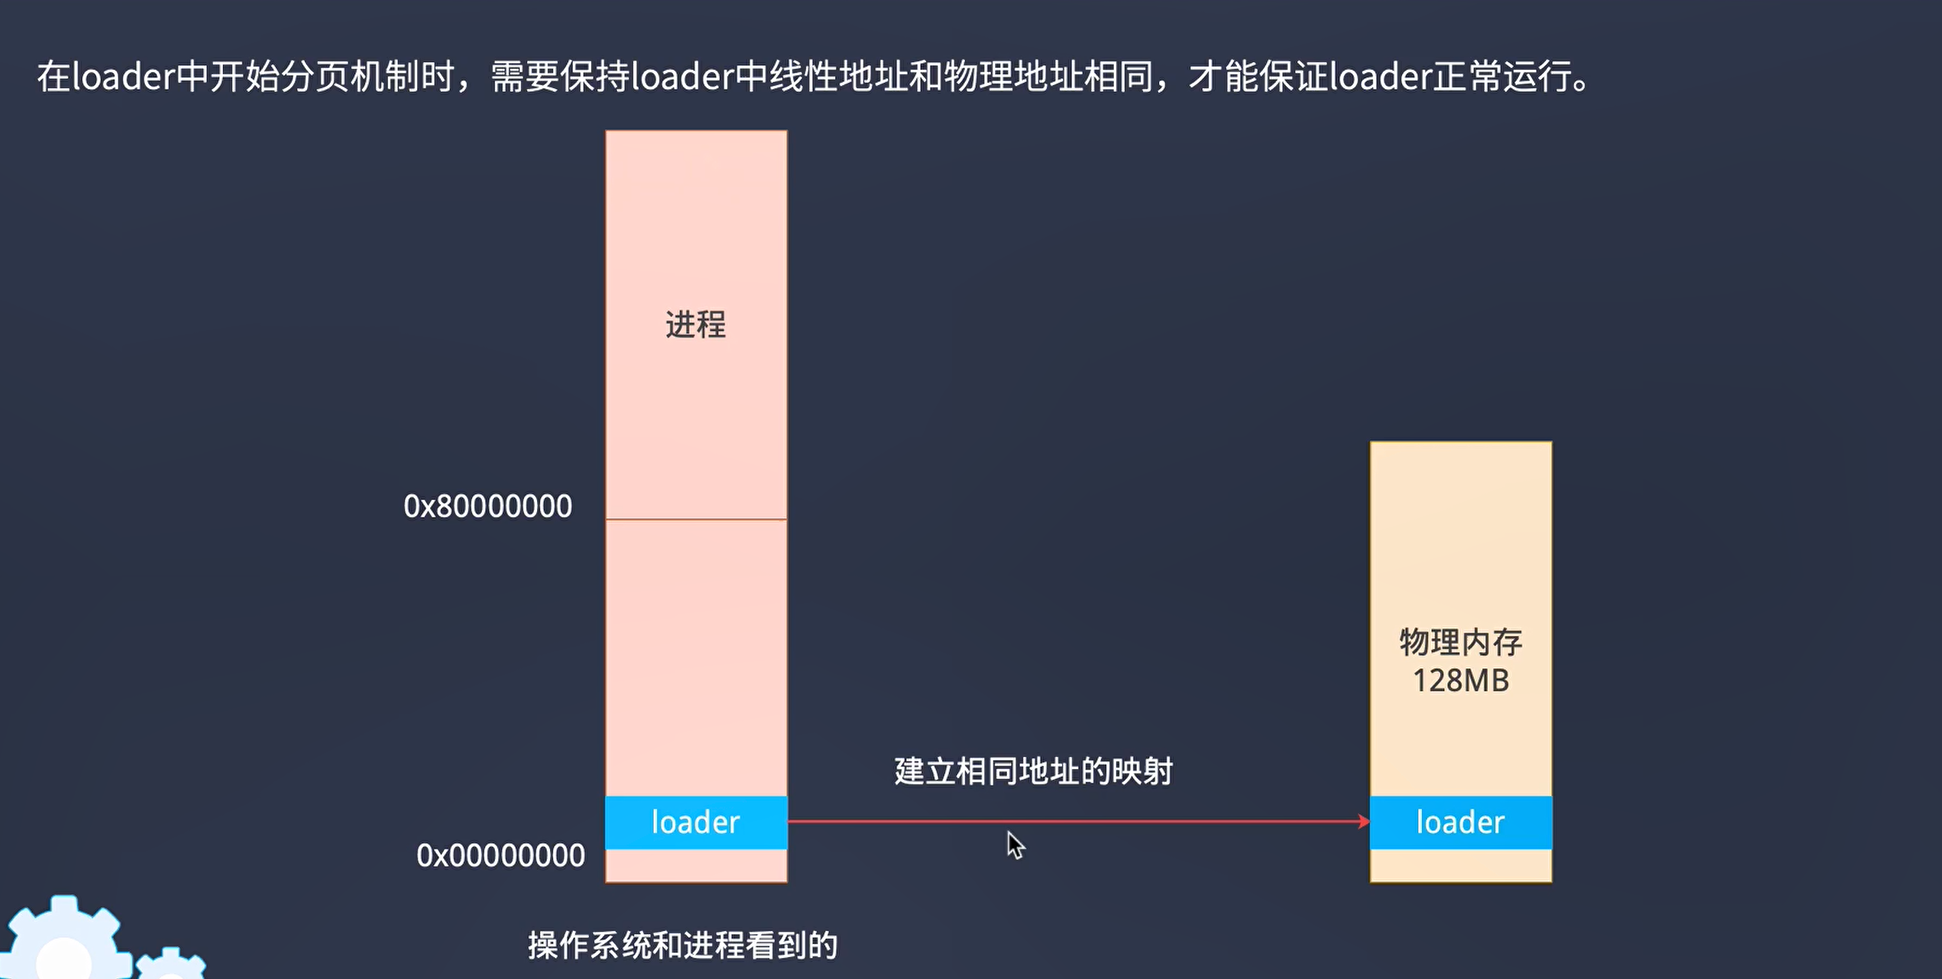 在loader中开始分页机制时，需要保持loader中线性地址和物理地址相同，才能保证loader正常运行。
进程
0x80000000
物理内存
128MB
建立相同地址的映射
loader
loader
0x00000000
操作系统和进程看到的